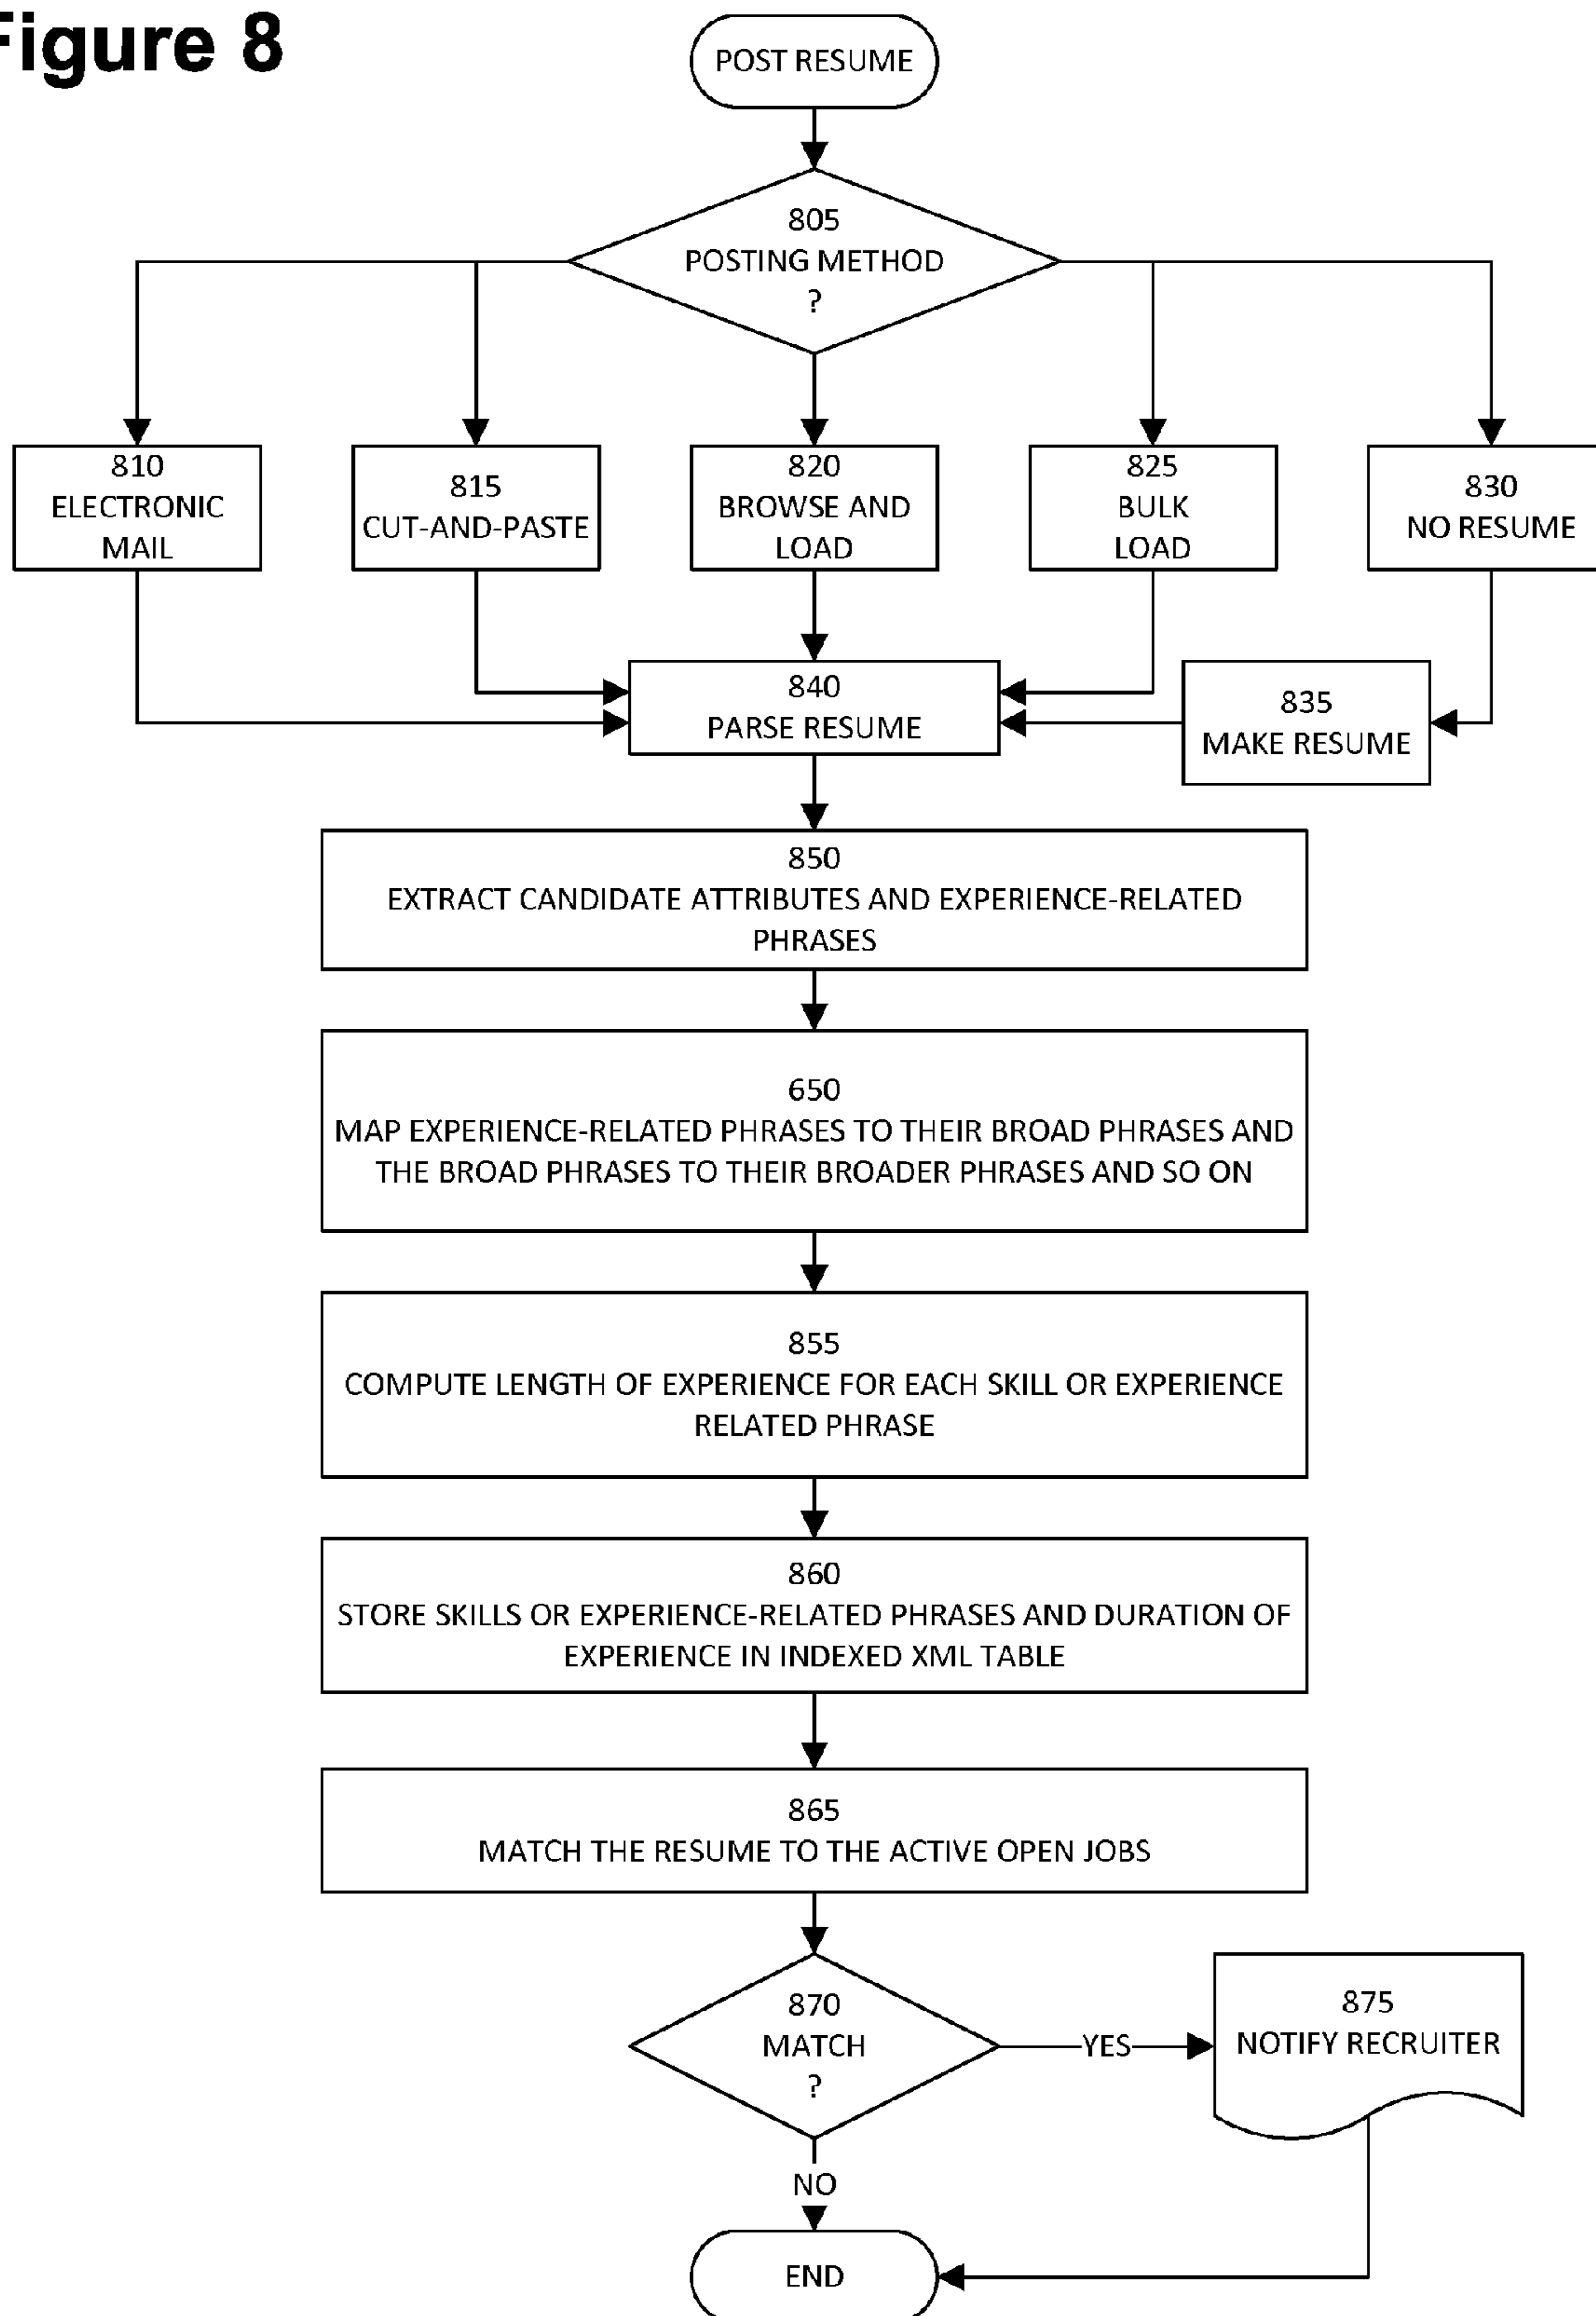 Figure 8
POST RESUME
805
POSTING METHOD
?
810
ELECTRONIC
MAIL
815
CUT-AND-PASTE
820
BROWSE AND
LOAD
825
BULK
LOAD
830
NO RESUME
840
PARSE RESUME
835
MAKE RESUME
850
EXTRACT CANDIDATE ATTRIBUTES AND EXPERIENCE-RELATED
PHRASES
650
MAP EXPERIENCE-RELATED PHRASES TO THEIR BROAD PHRASES AND
THE BROAD PHRASES TO THEIR BROADER PHRASES AND SO ON
855
COMPUTE LENGTH OF EXPERIENCE FOR EACH SKILL OR EXPERIENCE
RELATED PHRASE
860
STORE SKILLS OR EXPERIENCE-RELATED PHRASES AND DURATION OF
EXPERIENCE IN INDEXED XML TABLE
865
MATCH THE RESUME TO THE ACTIVE OPEN JOBS
870
MATCH
?
YES
875
NOTIFY RECRUITER
NO
END